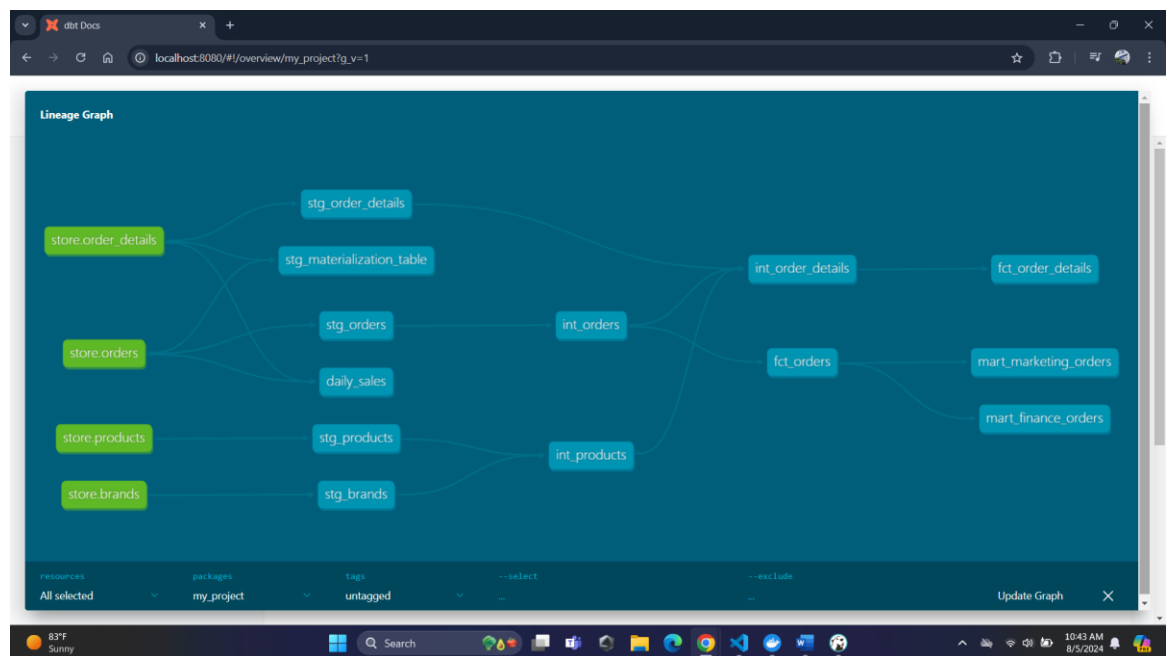 dbt Docs
localhost:8080/#!/overview/my_project?g_v=1
Lineage Graph
stg_order_details
store.order_details
stg_materialization_table
int_order_details
fct_order_details
stg_orders
int_orders
store.orders
fct_orders
mart_marketing_orders
daily_sales
mart_finance_orders
store.products
stg_products
int_products
store.brands
stg_brands
resources
packages
tags
--select
--exclude
All selected
my_project
untagged
...
...
Update Graph
83°F
Sunny
Search
10:43 AM
8/5/2024